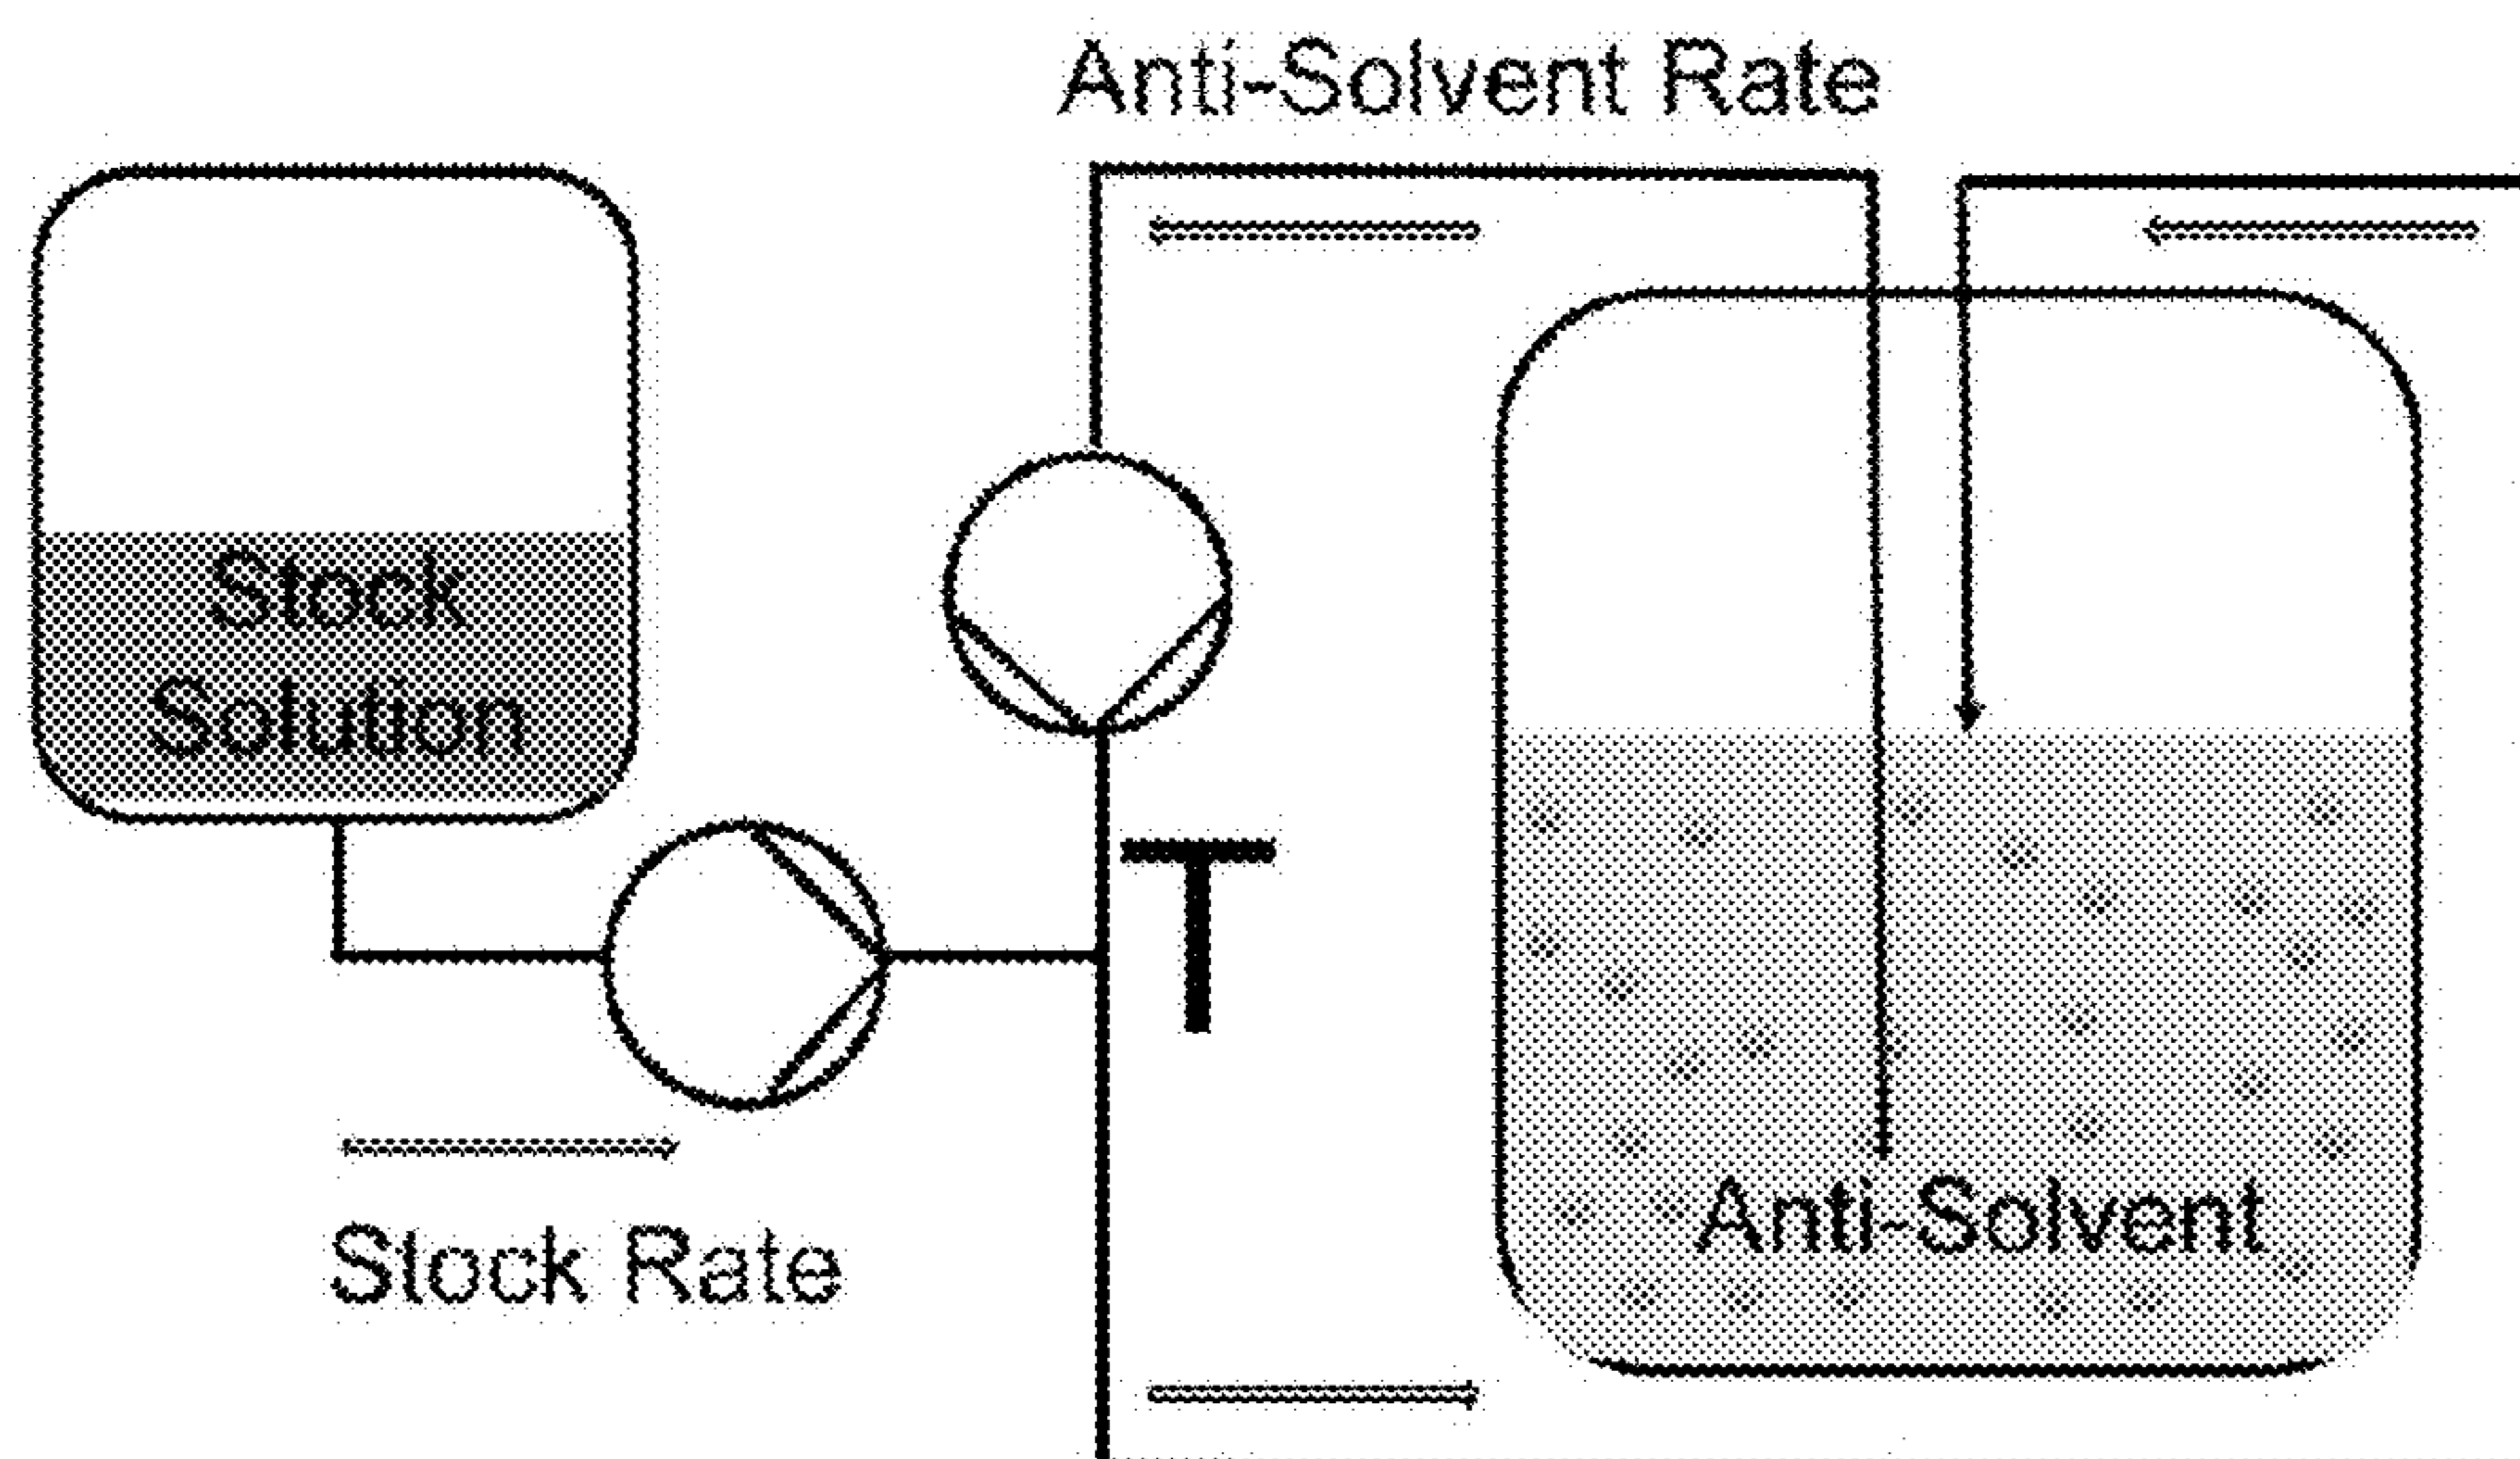 Anti-Solvent Rate
Stock
Solution
T
Anti-Solvent
Stock Rate